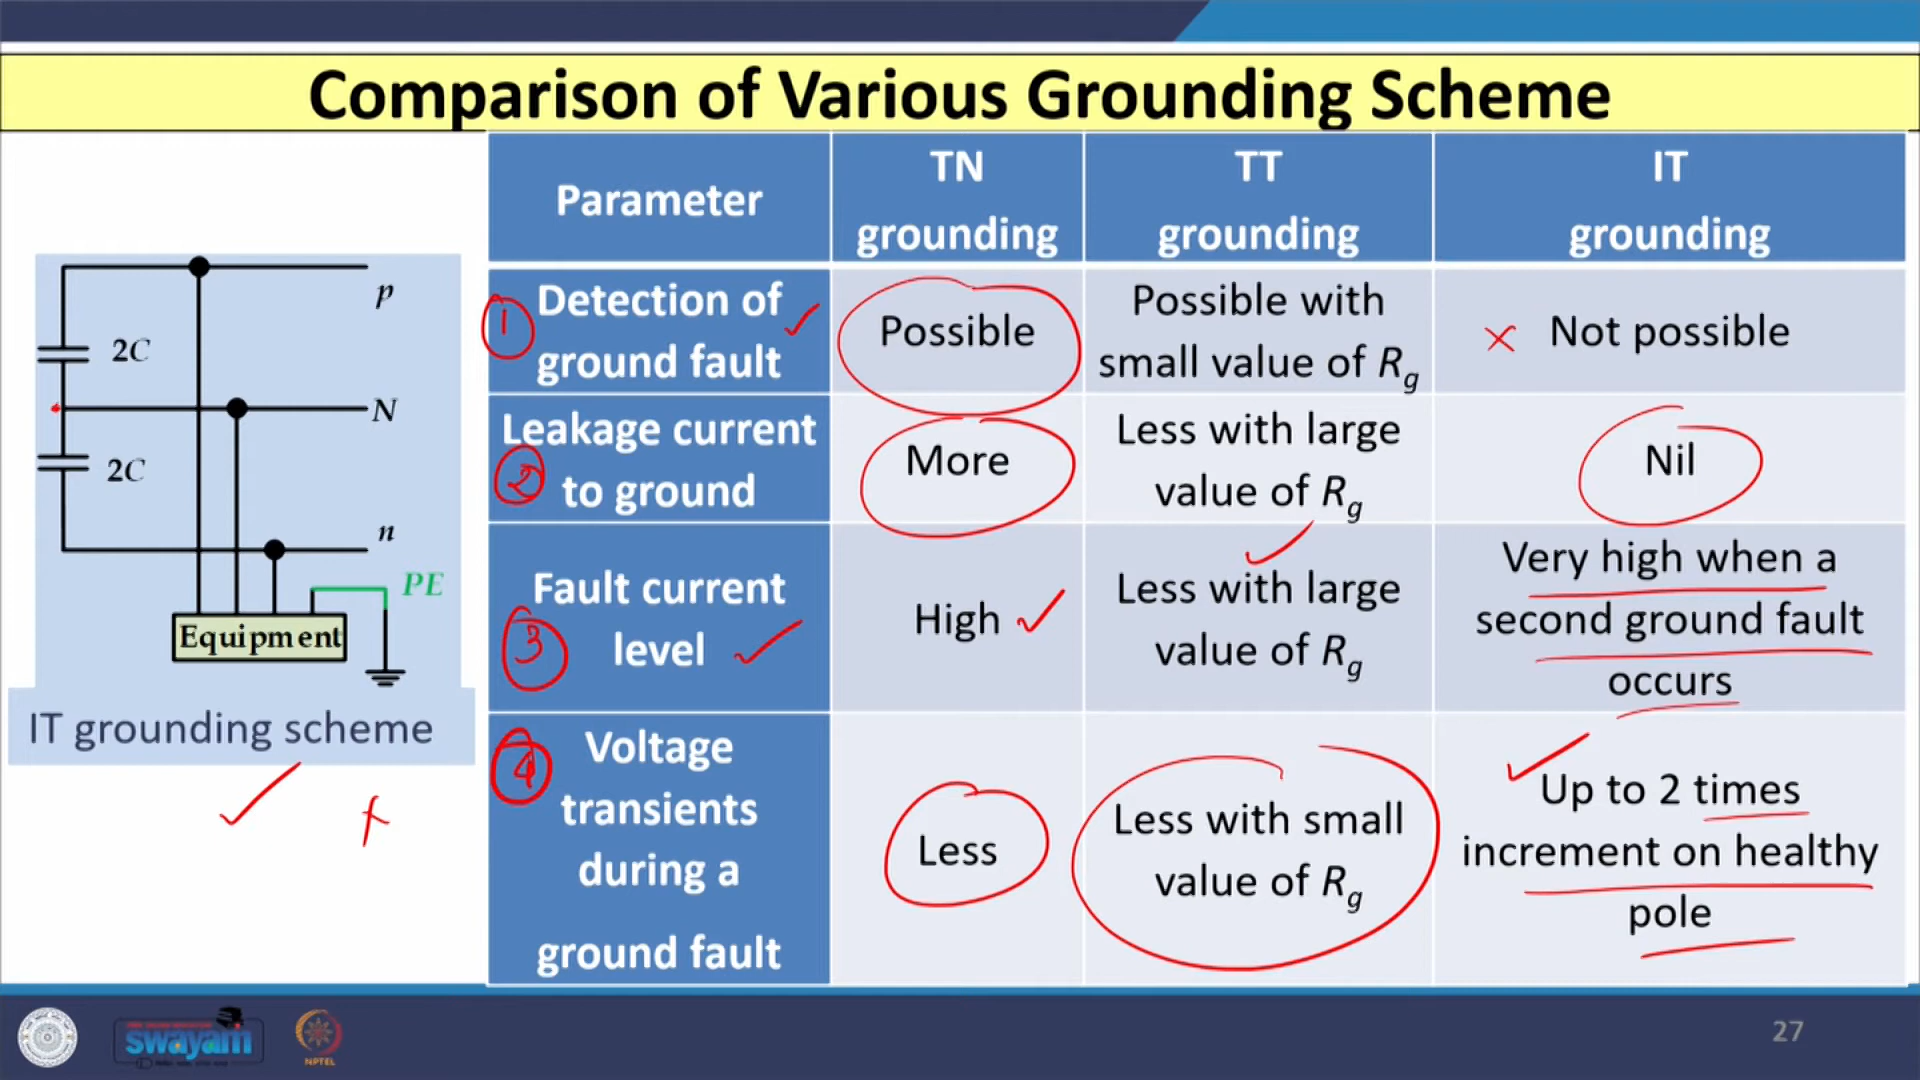 Comparison of Various Grounding Scheme
p
2C
N
2C
n
PE
Equipment
IT grounding scheme
Parameter
TN
grounding
TT
grounding
IT
grounding
1
Detection of
ground fault
Possible
Possible with
small value of Rg
Not possible
2
Leakage current
to ground
More
Less with large
value of Rg
Nil
3
Fault current
level
High
Less with large
value of Rg
Very high when a
second ground fault
occurs
4
Voltage
transients
during a
ground fault
Less
Less with small
value of Rg
Up to 2 times
increment on healthy
pole
swayam
NPTEL
27